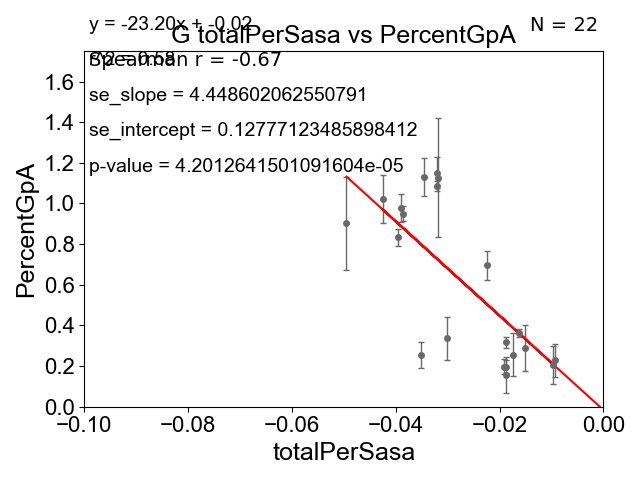 y = -23.20x + -0.02
G totalPerSasa vs PercentGpA
N = 22
Spearman r = -0.67
se_slope = 4.448602062550791
se_intercept = 0.12777123485898412
p-value = 4.2012641501091604e-05
PercentGpA
1.6
1.4
1.2
1.0
0.8
0.6
0.4
0.2
0.0
−0.10 −0.08 −0.06 −0.04 −0.02 0.00
totalPerSasa